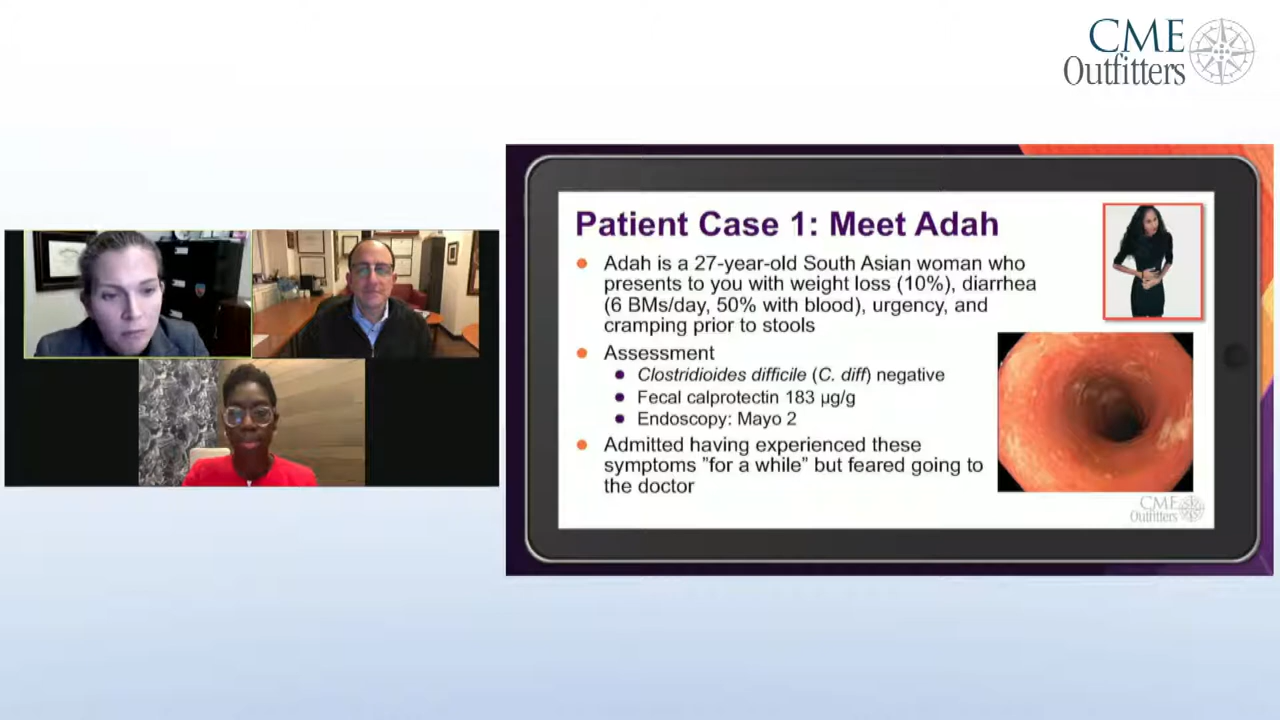 CME
Outfitters
Patient Case 1: Meet Adah
Adah is a 27-year-old South Asian woman who
presents to you with weight loss (10%), diarrhea
(6 BMs/day, 50% with blood), urgency, and
cramping prior to stools
Assessment
Clostridioides difficile (C. diff) negative
Fecal calprotectin 183 µg/g
Endoscopy: Mayo 2
Admitted having experienced these
symptoms ”for a while” but feared going to
the doctor
CME
Outfitters